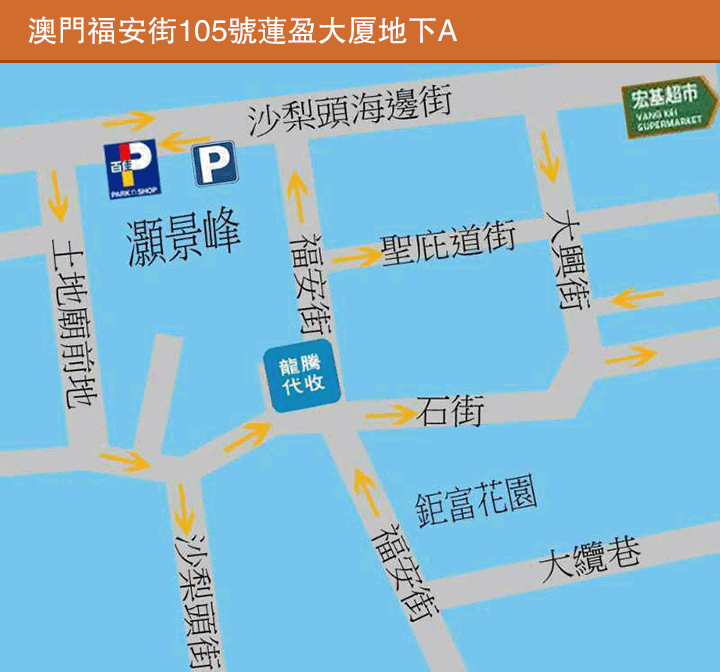 澳門福安街105號蓮盈大厦地下A
沙梨頭海邊街
宏基超市
VANG KEI
SUPERMARKET
百佳
P
PARK N SHOP
P
灝景峰
大興街
聖庇道街
福安街
土地廟前地
龍騰
代收
石街
鉅富花園
大纜巷
福安街
沙梨頭街